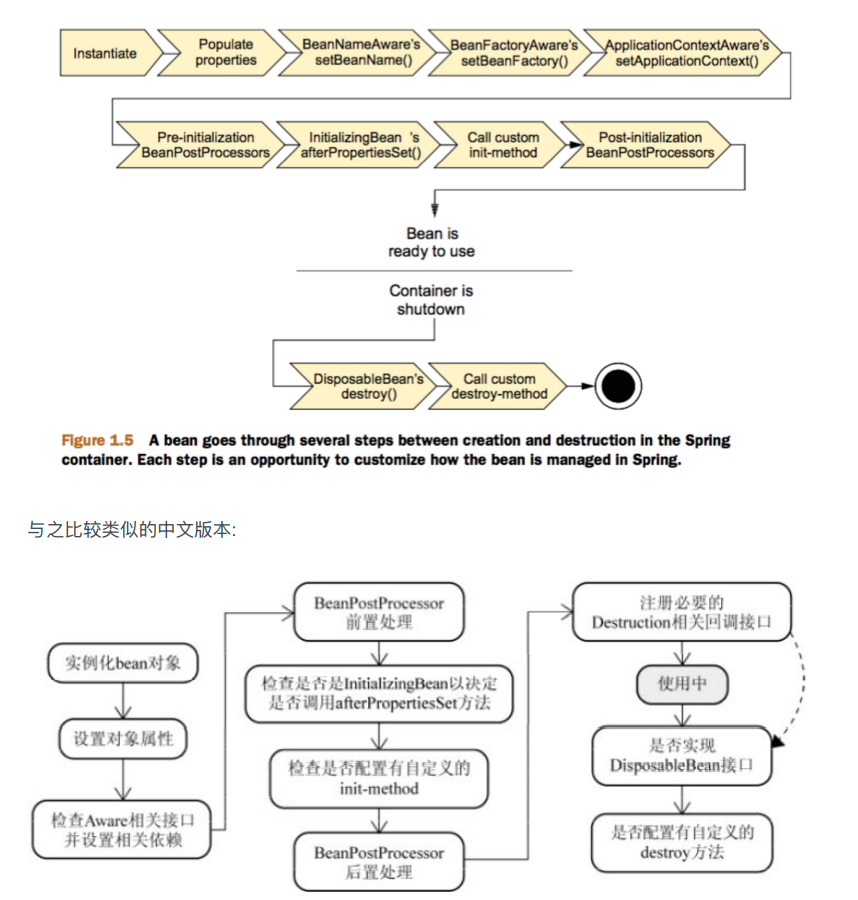 Instantiate
Populate
properties
BeanNameAware's
setBeanName()
BeanFactoryAware's
setBeanFactory()
ApplicationContextAware's
setApplicationContext()
Pre-initialization
BeanPostProcessors
InitializingBean 's
afterPropertiesSet()
Call custom
init-method
Post-initialization
BeanPostProcessors
Bean is
ready to use
Container is
shutdown
DisposableBean's
destroy()
Call custom
destroy-method
Figure 1.5 A bean goes through several steps between creation and destruction in the Spring
container. Each step is an opportunity to customize how the bean is managed in Spring.
与之比较类似的中文版本:
实例化bean对象
设置对象属性
检查Aware相关接口
并设置相关依赖
BeanPostProcessor
前置处理
检查是否是InitializingBean以决定
是否调用afterPropertiesSet方法
检查是否配置有自定义的
init-method
BeanPostProcessor
后置处理
注册必要的
Destruction相关回调接口
使用中
是否实现
DisposableBean接口
是否配置有自定义的
destroy方法